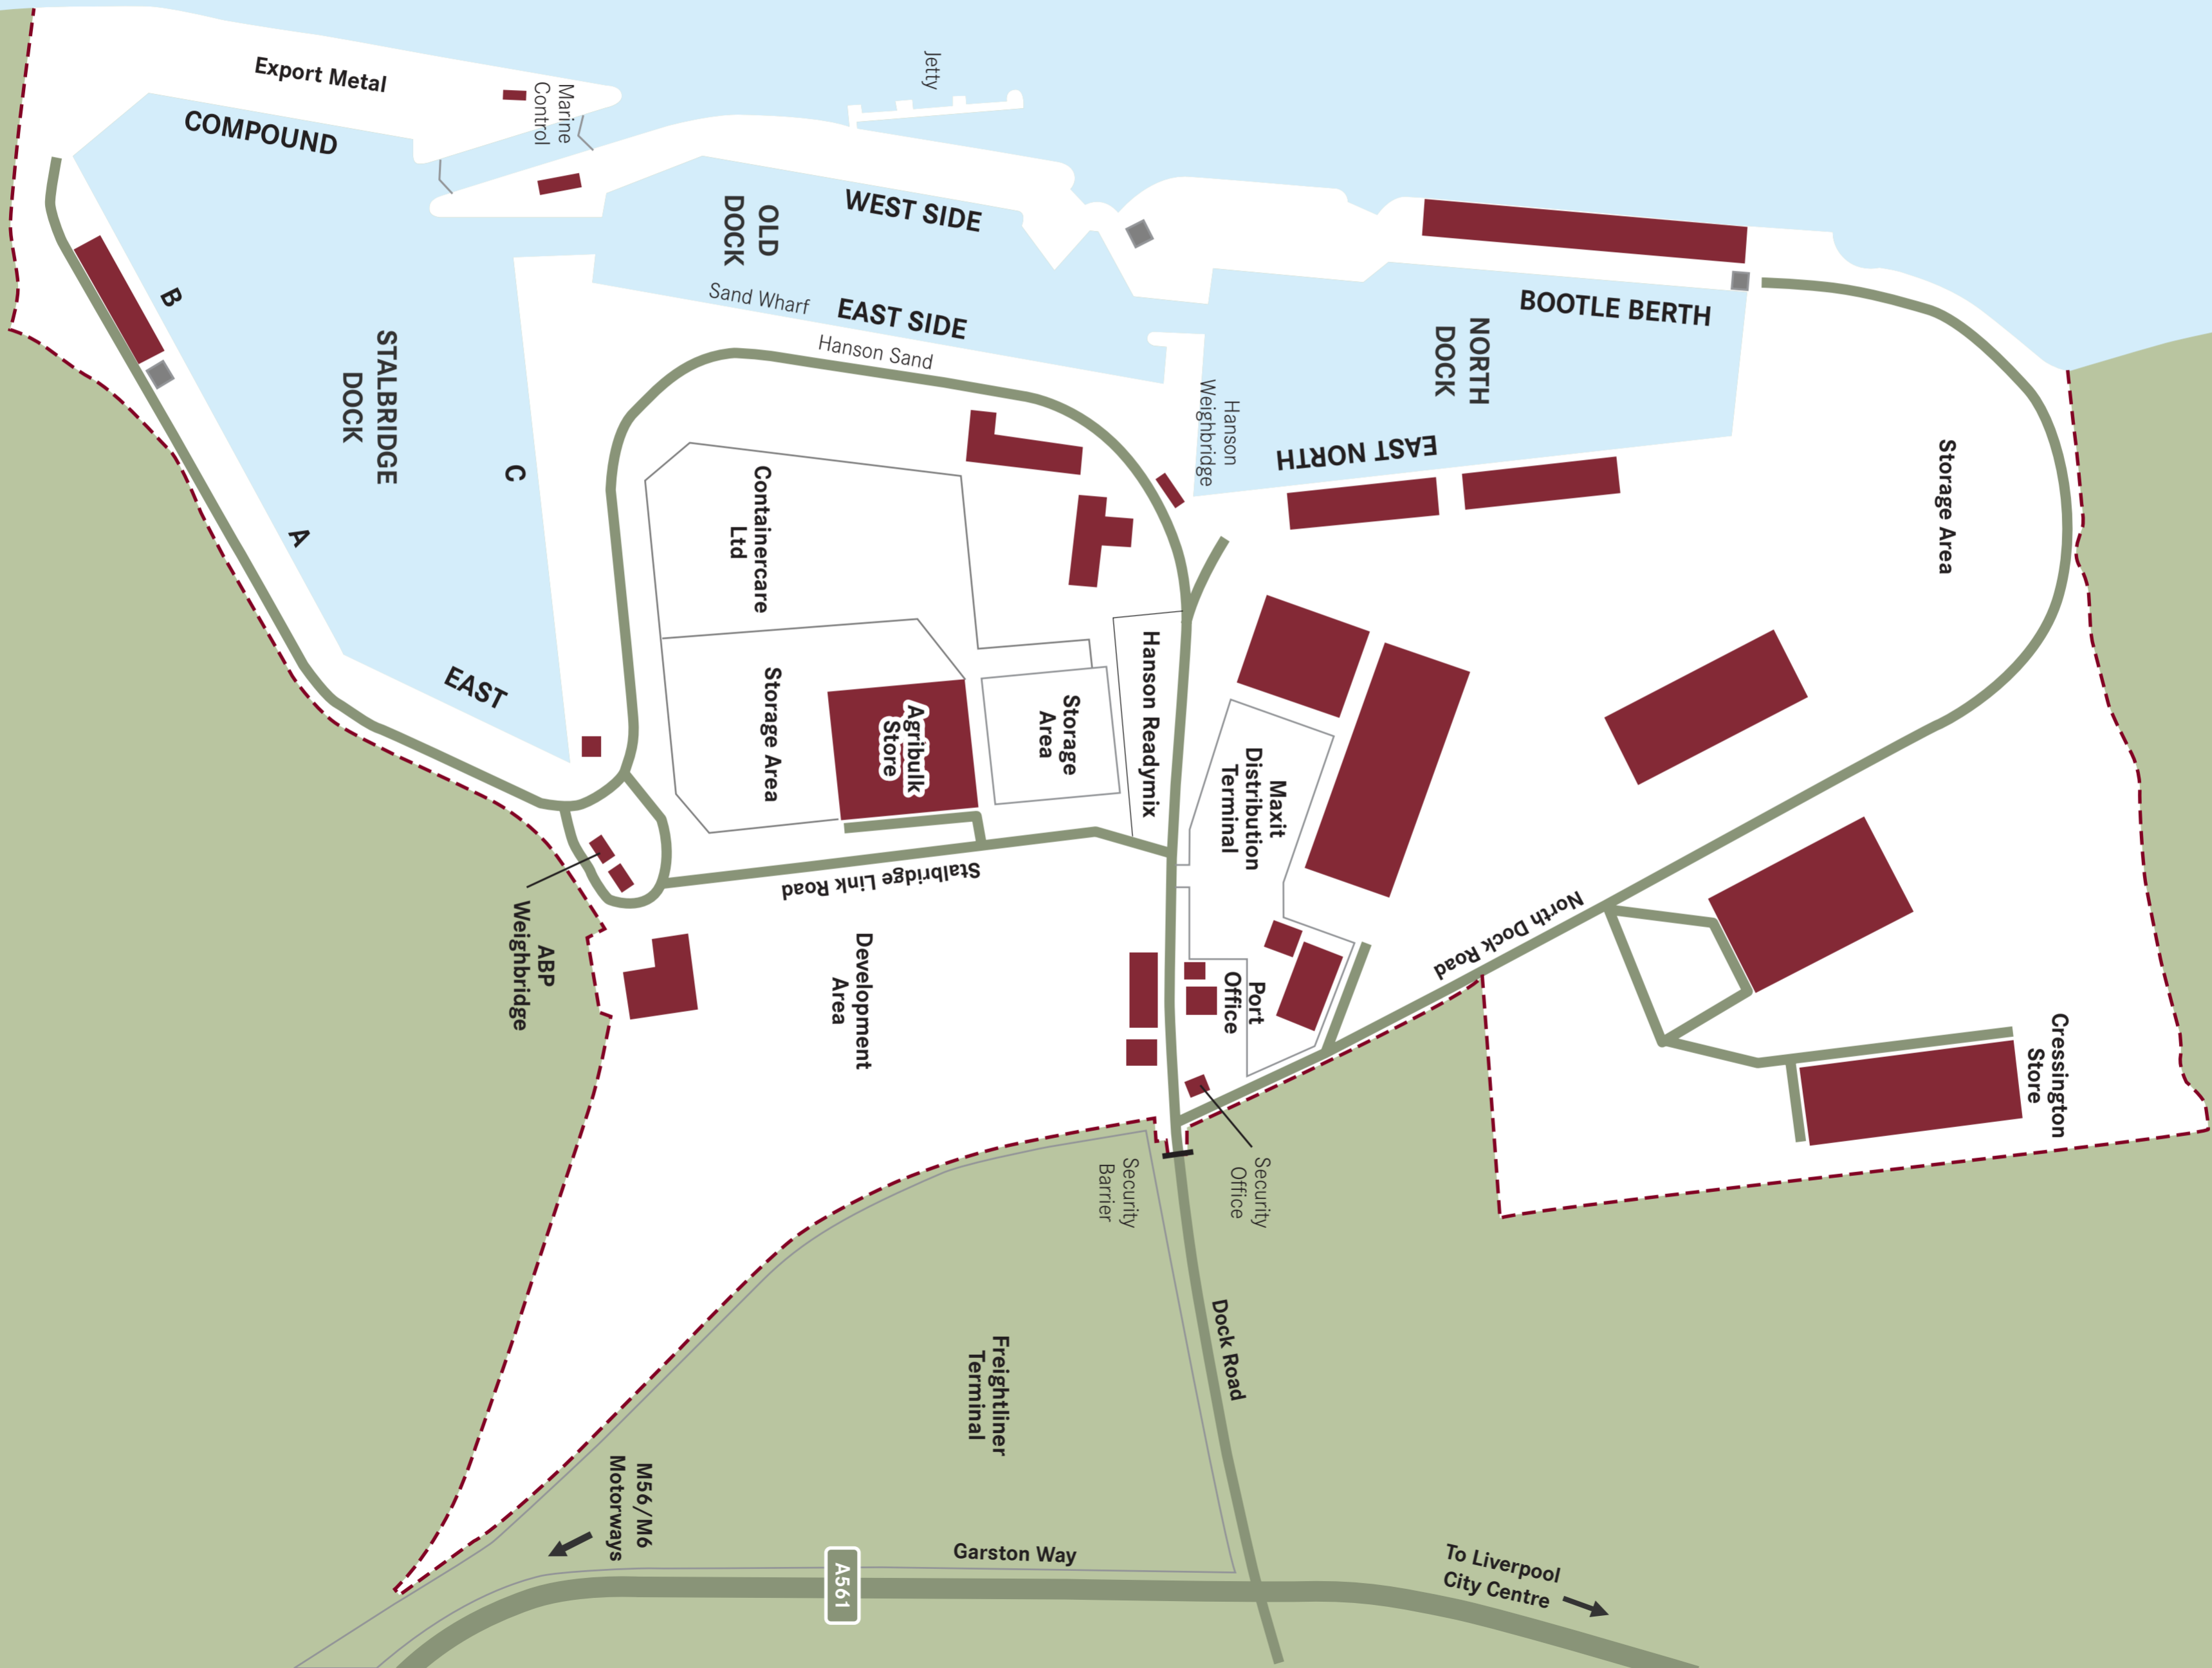 Export Metal
COMPOUND
Marine
Control
Jetty
OLD
DOCK
WEST SIDE
Sand Wharf
EAST SIDE
Hanson Sand
BOOTLE BERTH
NORTH
DOCK
EAST NORTH
Hanson
Weighbridge
Storage Area
B
STALBRIDGE
DOCK
C
A
EAST
Containercare
Ltd
Storage Area
Agribulk
Store
Storage
Area
Hanson Readymix
Maxit
Distribution
Terminal
Stalbridge Link Road
North Dock Road
ABP
Weighbridge
Development
Area
Port
Office
Cressington
Store
Security
Barrier
Security
Office
Dock Road
Freightliner
Terminal
M56/M6
Motorways
A561
Garston Way
To Liverpool
City Centre